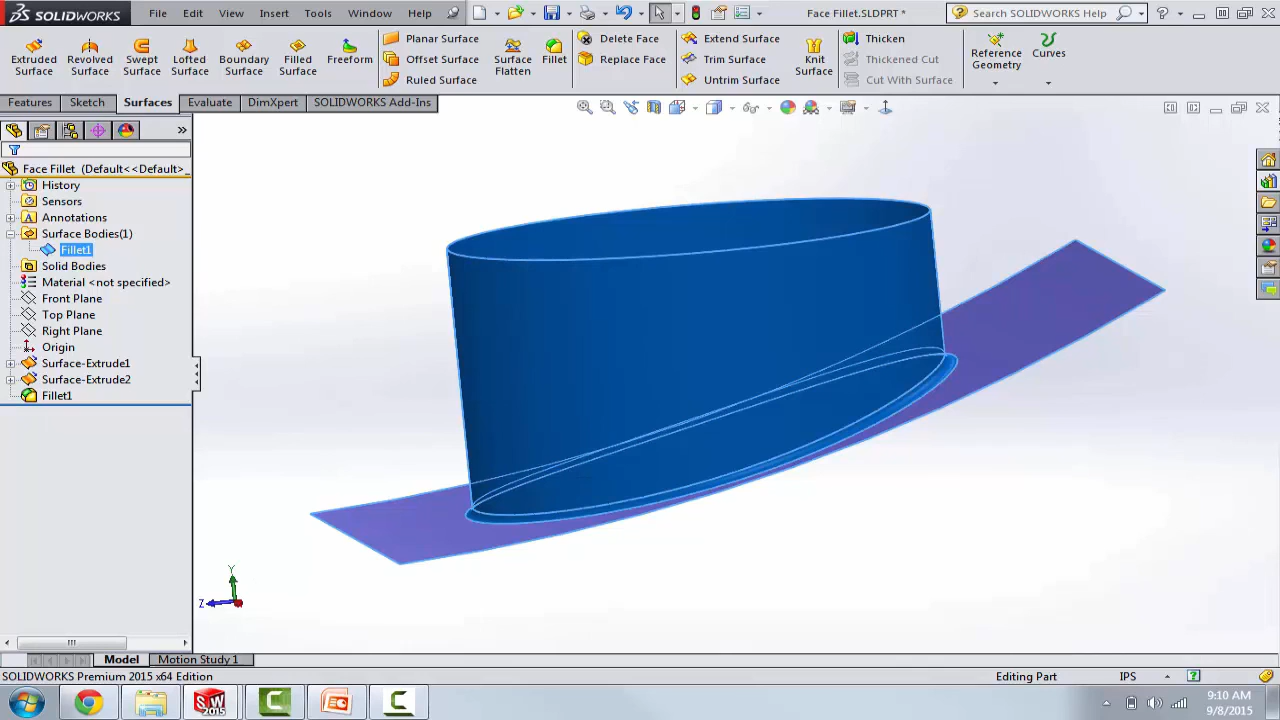 SOLIDWORKS File Edit View Insert Tools Window Help Face Fillet.SLDPRT * Search SOLIDWORKS Help
Extruded Surface
Revolved Surface
Swept Surface
Lofted Surface
Boundary Surface
Filled Surface
Freeform
Planar Surface
Offset Surface
Ruled Surface
Surface Flatten
Fillet
Delete Face
Replace Face
Extend Surface
Trim Surface
Untrim Surface
Knit Surface
Thicken
Thickened Cut
Cut With Surface
Reference Geometry
Curves
Features Sketch Surfaces Evaluate DimXpert SOLIDWORKS Add-Ins
Face Fillet (Default<<Default>_
History
Sensors
Annotations
Surface Bodies(1)
Fillet1
Solid Bodies
Material <not specified>
Front Plane
Top Plane
Right Plane
Origin
Surface-Extrude1
Surface-Extrude2
Fillet1
Y
Z
Model Motion Study 1
SOLIDWORKS Premium 2015 x64 Edition Editing Part IPS
SW 2015
9:10 AM
9/8/2015